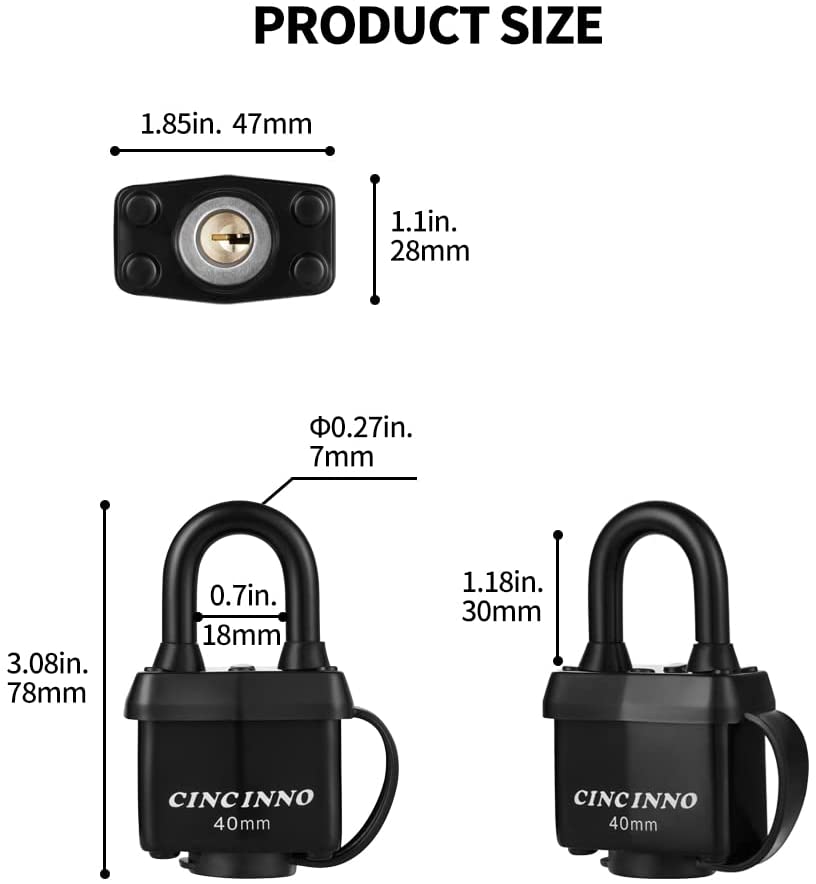 PRODUCT SIZE
1.85in. 47mm
1.1in.
28mm
Φ0.27in.
7mm
0.7in.
18mm
3.08in.
78mm
CINCINNO
40mm
1.18in.
30mm
CINCINNO
40mm